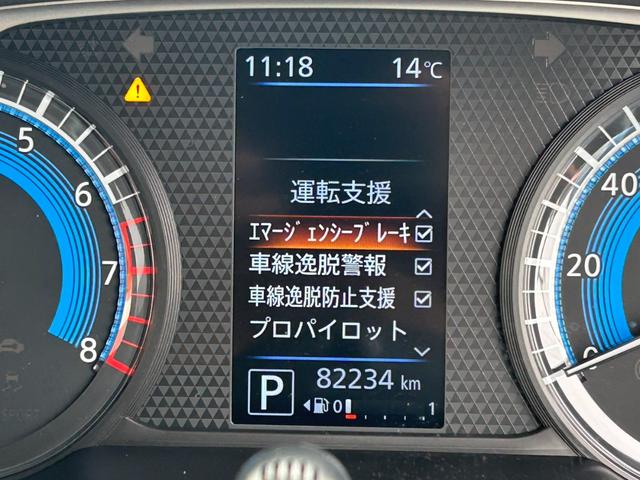 11:18 14℃
運転支援
ｴﾏｰｼﾞｪﾝｼｰﾌﾞﾚｰｷ
車線逸脱警報
車線逸脱防止支援
プロパイロット
P 82234 km
0 1
5
6
7
8
40
20
0
SPORT